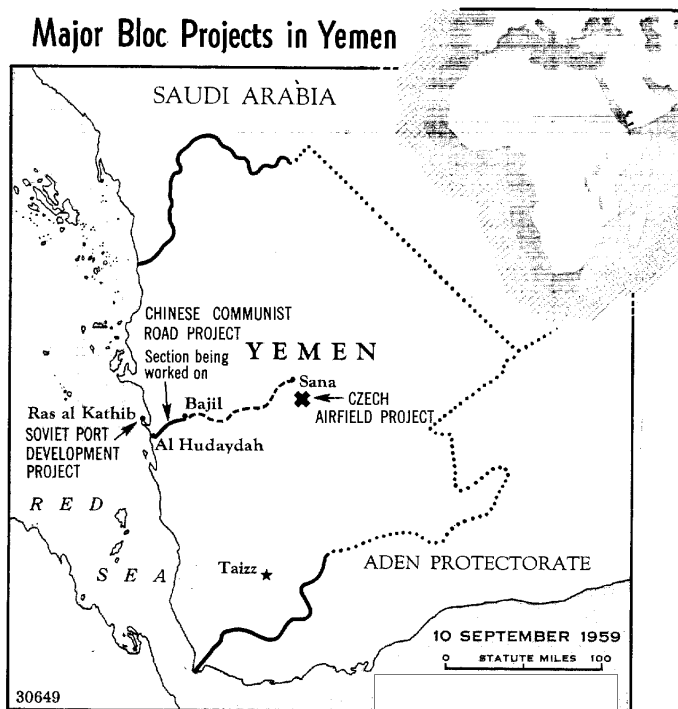 Major Bloc Projects in Yemen
SAUDI ARABIA
CHINESE COMMUNIST
ROAD PROJECT
Section being
worked on
YEMEN
Sana
CZECH
AIRFIELD PROJECT
Bajil
Ras al Kathib
SOVIET PORT
DEVELOPMENT
PROJECT
Al Hudaydah
RED
SEA
Taizz
ADEN PROTECTORATE
10 SEPTEMBER 1959
0 STATUTE MILES 100
30649